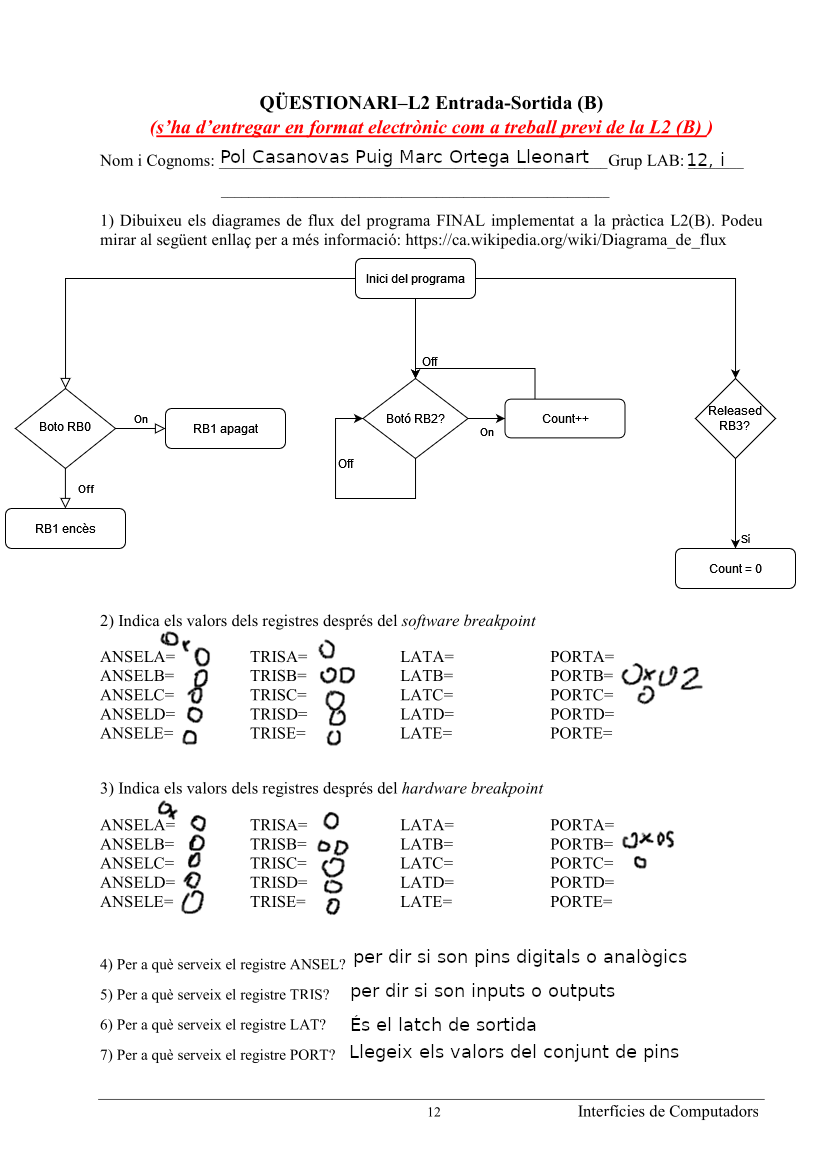 QÜESTIONARI–L2 Entrada-Sortida (B)
(s’ha d’entregar en format electrònic com a treball previ de la L2 (B) )
Nom i Cognoms: Pol Casanovas Puig Marc Ortega Lleonart Grup LAB: 12, i
1) Dibuixeu els diagrames de flux del programa FINAL implementat a la pràctica L2(B). Podeu
mirar al següent enllaç per a més informació: https://ca.wikipedia.org/wiki/Diagrama_de_flux
Inici del programa
Off
Boto RB0
On
RB1 apagat
Off
RB1 encès
Botó RB2?
On
Count++
Off
Released
RB3?
Sí
Count = 0
2) Indica els valors dels registres després del software breakpoint
0x
ANSELA= 0 TRISA= 0 LATA= PORTA=
ANSELB= 0 TRISB= 0D LATB= PORTB= 0x02
ANSELC= 0 TRISC= 0 LATC= PORTC= 0
ANSELD= 0 TRISD= 0 LATD= PORTD=
ANSELE= 0 TRISE= 0 LATE= PORTE=
3) Indica els valors dels registres després del hardware breakpoint
0x
ANSELA= 0 TRISA= 0 LATA= PORTA=
ANSELB= 0 TRISB= 0D LATB= PORTB= 0x05
ANSELC= 0 TRISC= 0 LATC= PORTC= 0
ANSELD= 0 TRISD= 0 LATD= PORTD=
ANSELE= 0 TRISE= 0 LATE= PORTE=
4) Per a què serveix el registre ANSEL? per dir si son pins digitals o analògics
5) Per a què serveix el registre TRIS? per dir si son inputs o outputs
6) Per a què serveix el registre LAT? És el latch de sortida
7) Per a què serveix el registre PORT? Llegeix els valors del conjunt de pins
12 Interfícies de Computadors